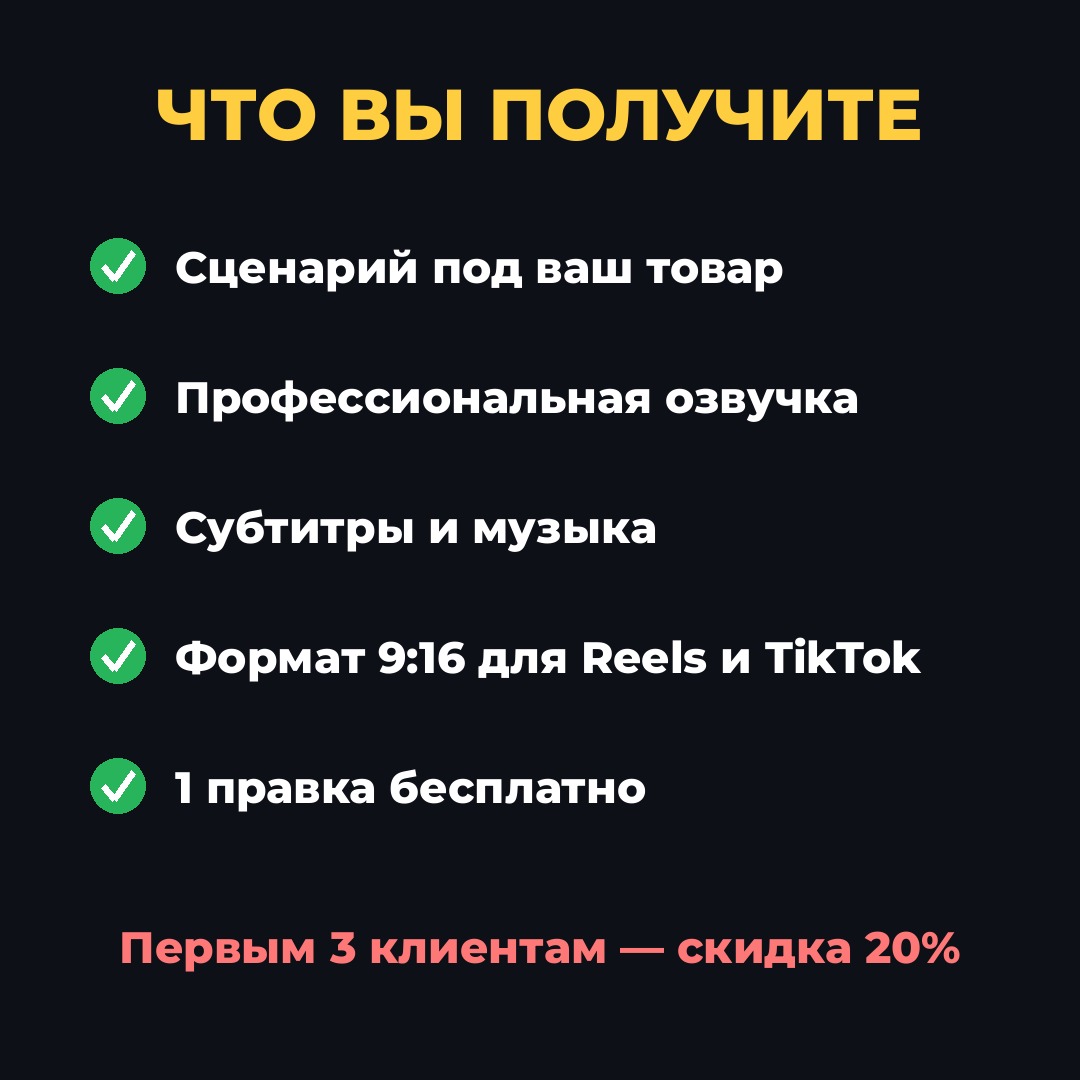 ЧТО ВЫ ПОЛУЧИТЕ
Сценарий под ваш товар
Профессиональная озвучка
Субтитры и музыка
Формат 9:16 для Reels и TikTok
1 правка бесплатно
Первым 3 клиентам — скидка 20%